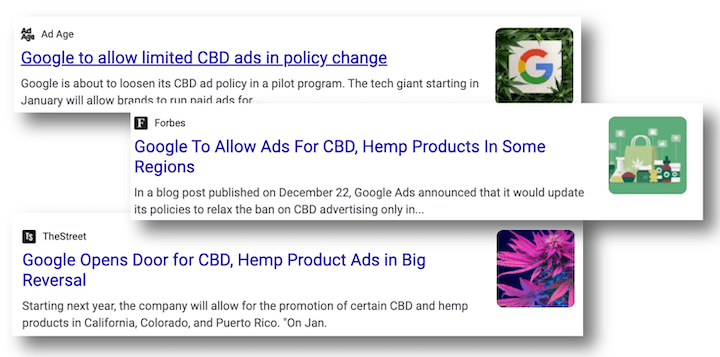 Ad Age
Ad Age
Google to allow limited CBD ads in policy change
Google is about to loosen its CBD ad policy in a pilot program. The tech giant starting in
January will allow brands to run paid ads for...
F Forbes
Google To Allow Ads For CBD, Hemp Products In Some
Regions
In a blog post published on December 22, Google Ads announced that it would update
its policies to relax the ban on CBD advertising only in...
TS TheStreet
Google Opens Door for CBD, Hemp Product Ads in Big
Reversal
Starting next year, the company will allow for the promotion of certain CBD and hemp
products in California, Colorado, and Puerto Rico. "On Jan.